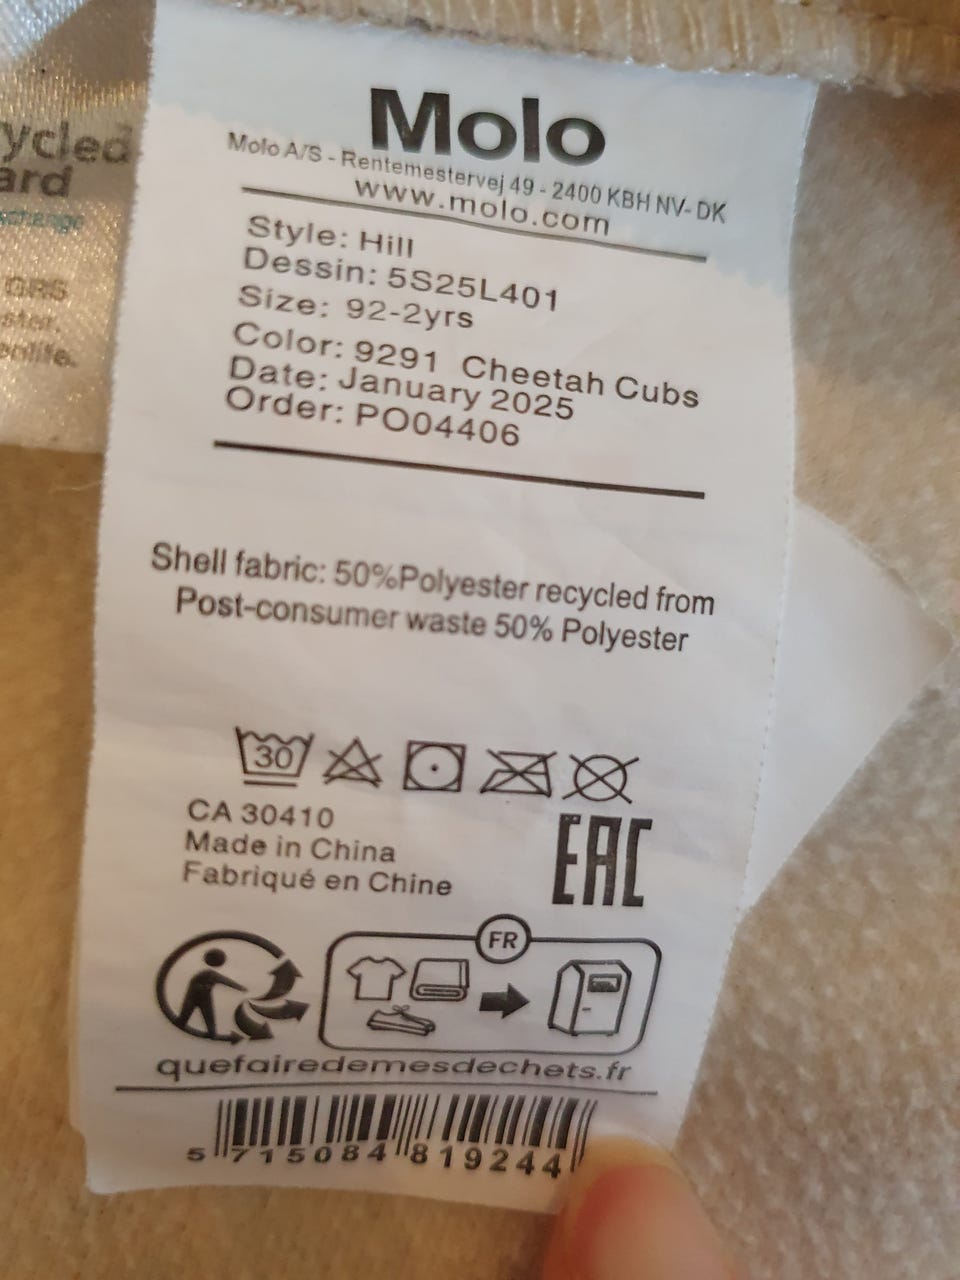 ycled
ard
GRS
Molo
Molo A/S - Rentemestervej 49 - 2400 KBH NV- DK
www.molo.com
Style: Hill
Dessin: 5S25L401
Size: 92-2yrs
Color: 9291 Cheetah Cubs
Date: January 2025
Order: PO04406
Shell fabric: 50%Polyester recycled from
Post-consumer waste 50% Polyester
30
CA 30410
Made in China
Fabriqué en Chine
EAC
FR
quefairedemesdechets.fr
5 715084 819244